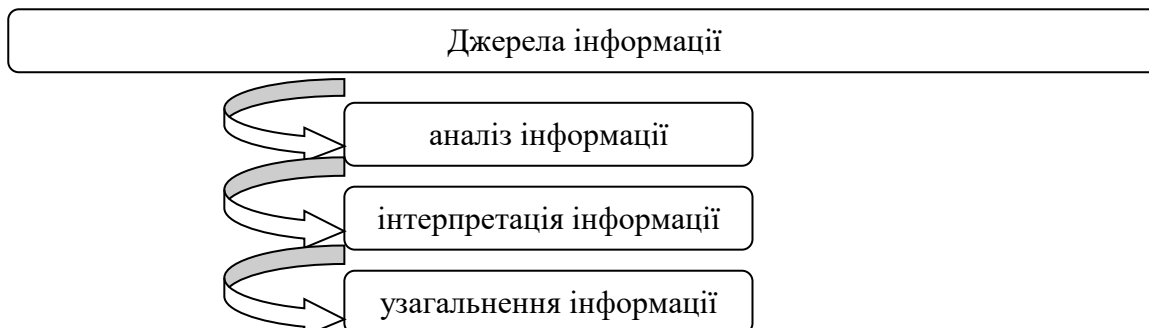 Джерела інформації
аналіз інформації
інтерпретація інформації
узагальнення інформації